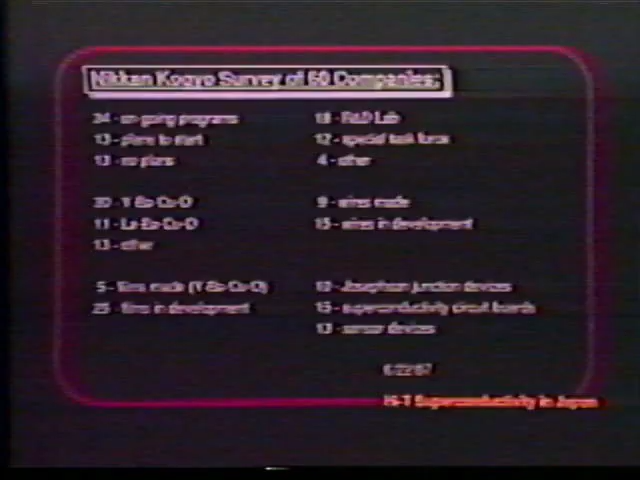 Nikkan Kogyo Survey of 60 Companies:
34 - on-going programs
13 - plans to start
13 - no plans
18 - R&D Lab
12 - special task force
4 - other
20 - Y-Ba-Cu-O
11 - La-Ba-Cu-O
13 - other
9 - wires made
15 - wires in development
5 - films made (Y-Ba-Cu-O)
25 - films in development
10 - Josephson junction devices
15 - superconductivity circuit boards
13 - sensor devices
6/22/87
Hi-T Superconductivity in Japan